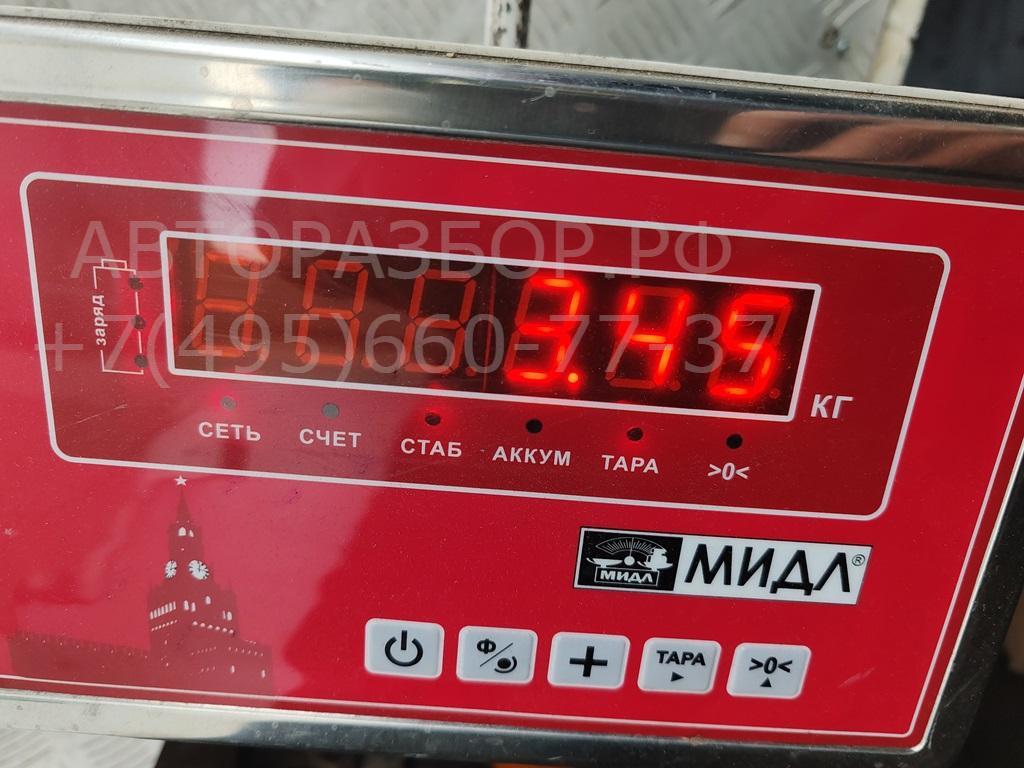 АВТОРАЗБОР.РФ
+7(495)660-77-37
заряд
3.45
КГ
СЕТЬ СЧЕТ СТАБ АККУМ ТАРА >0<
МИДЛ МИДЛ®
Ф/ + ТАРА >0<